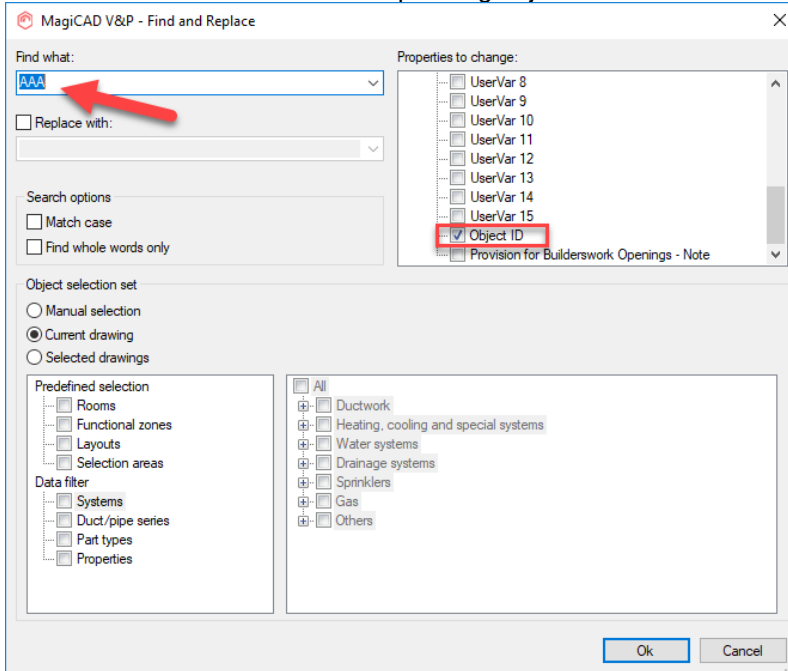 MagiCAD V&P - Find and Replace
Find what:
AAA
Replace with:
Search options
Match case
Find whole words only
Properties to change:
UserVar 8
UserVar 9
UserVar 10
UserVar 11
UserVar 12
UserVar 13
UserVar 14
UserVar 15
Object ID
Provision for Builderswork Openings - Note
Object selection set
Manual selection
Current drawing
Selected drawings
Predefined selection
Rooms
Functional zones
Layouts
Selection areas
Data filter
Systems
Duct/pipe series
Part types
Properties
All
Ductwork
Heating, cooling and special systems
Water systems
Drainage systems
Sprinklers
Gas
Others
Ok Cancel